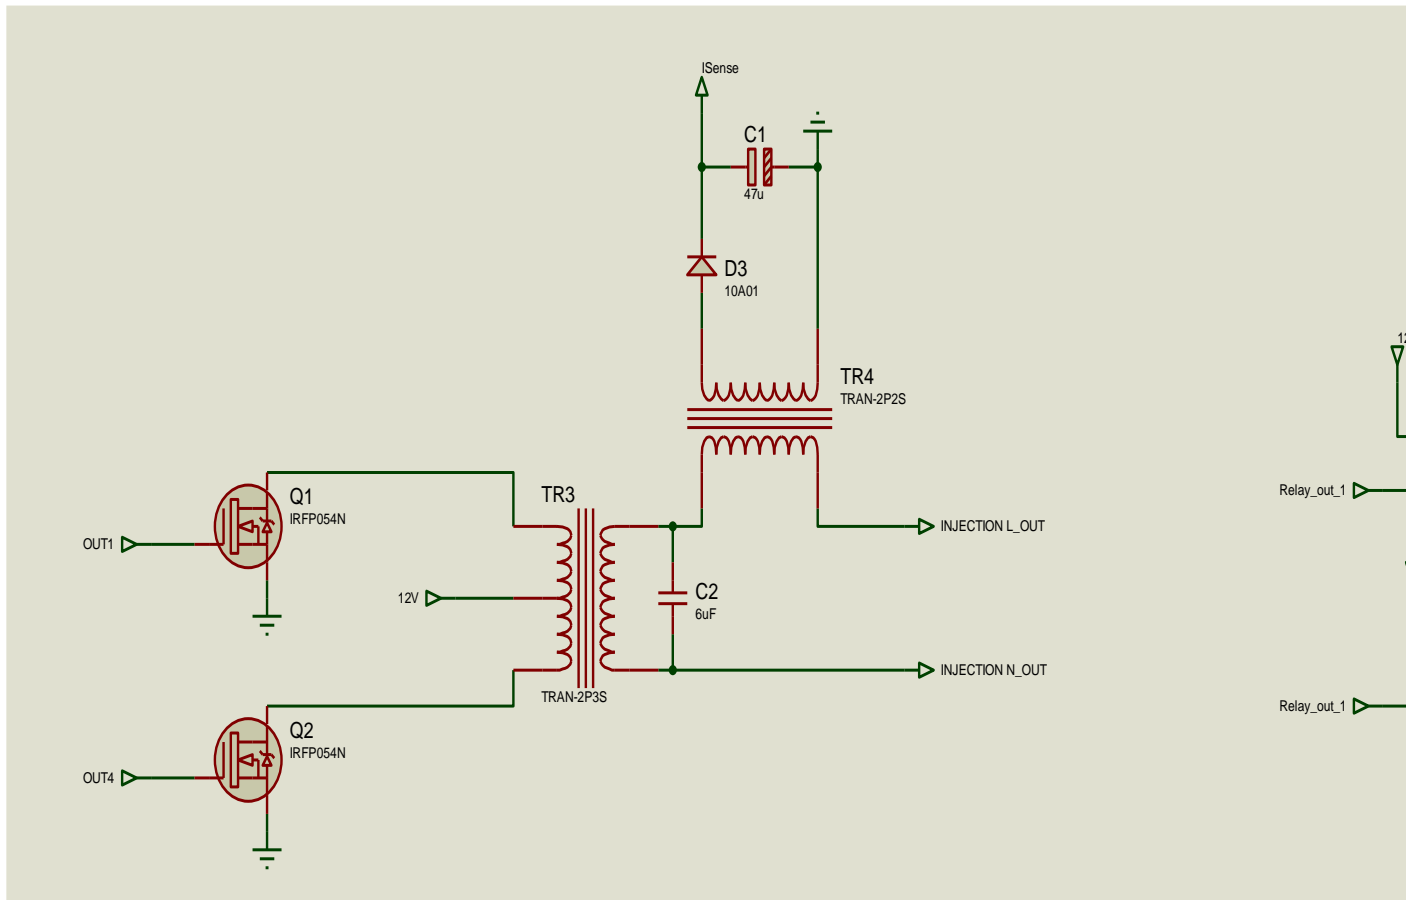 ISense
C1
47u
D3
10A01
TR4
TRAN-2P2S
Q1
IRFP054N
OUT1
TR3
12V
C2
6uF
TRAN-2P3S
INJECTION L_OUT
INJECTION N_OUT
Q2
IRFP054N
OUT4
Relay_out_1
Relay_out_1